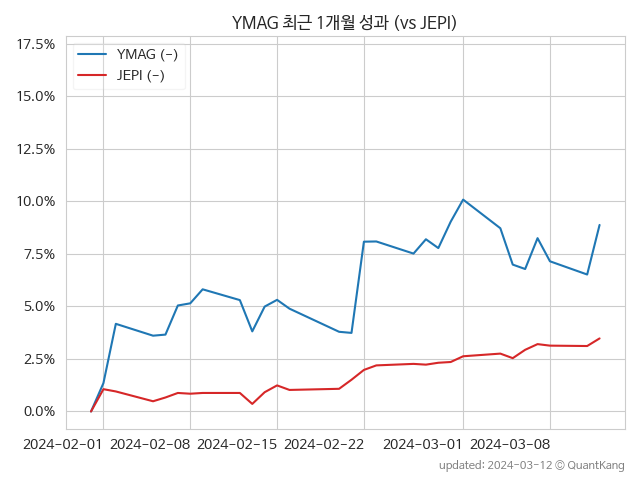 YMAG 최근 1개월 성과 (vs JEPI)
YMAG (-)
JEPI (-)
17.5%
15.0%
12.5%
10.0%
7.5%
5.0%
2.5%
0.0%
2024-02-01 2024-02-08 2024-02-15 2024-02-22 2024-03-01 2024-03-08
updated: 2024-03-12 © QuantKang